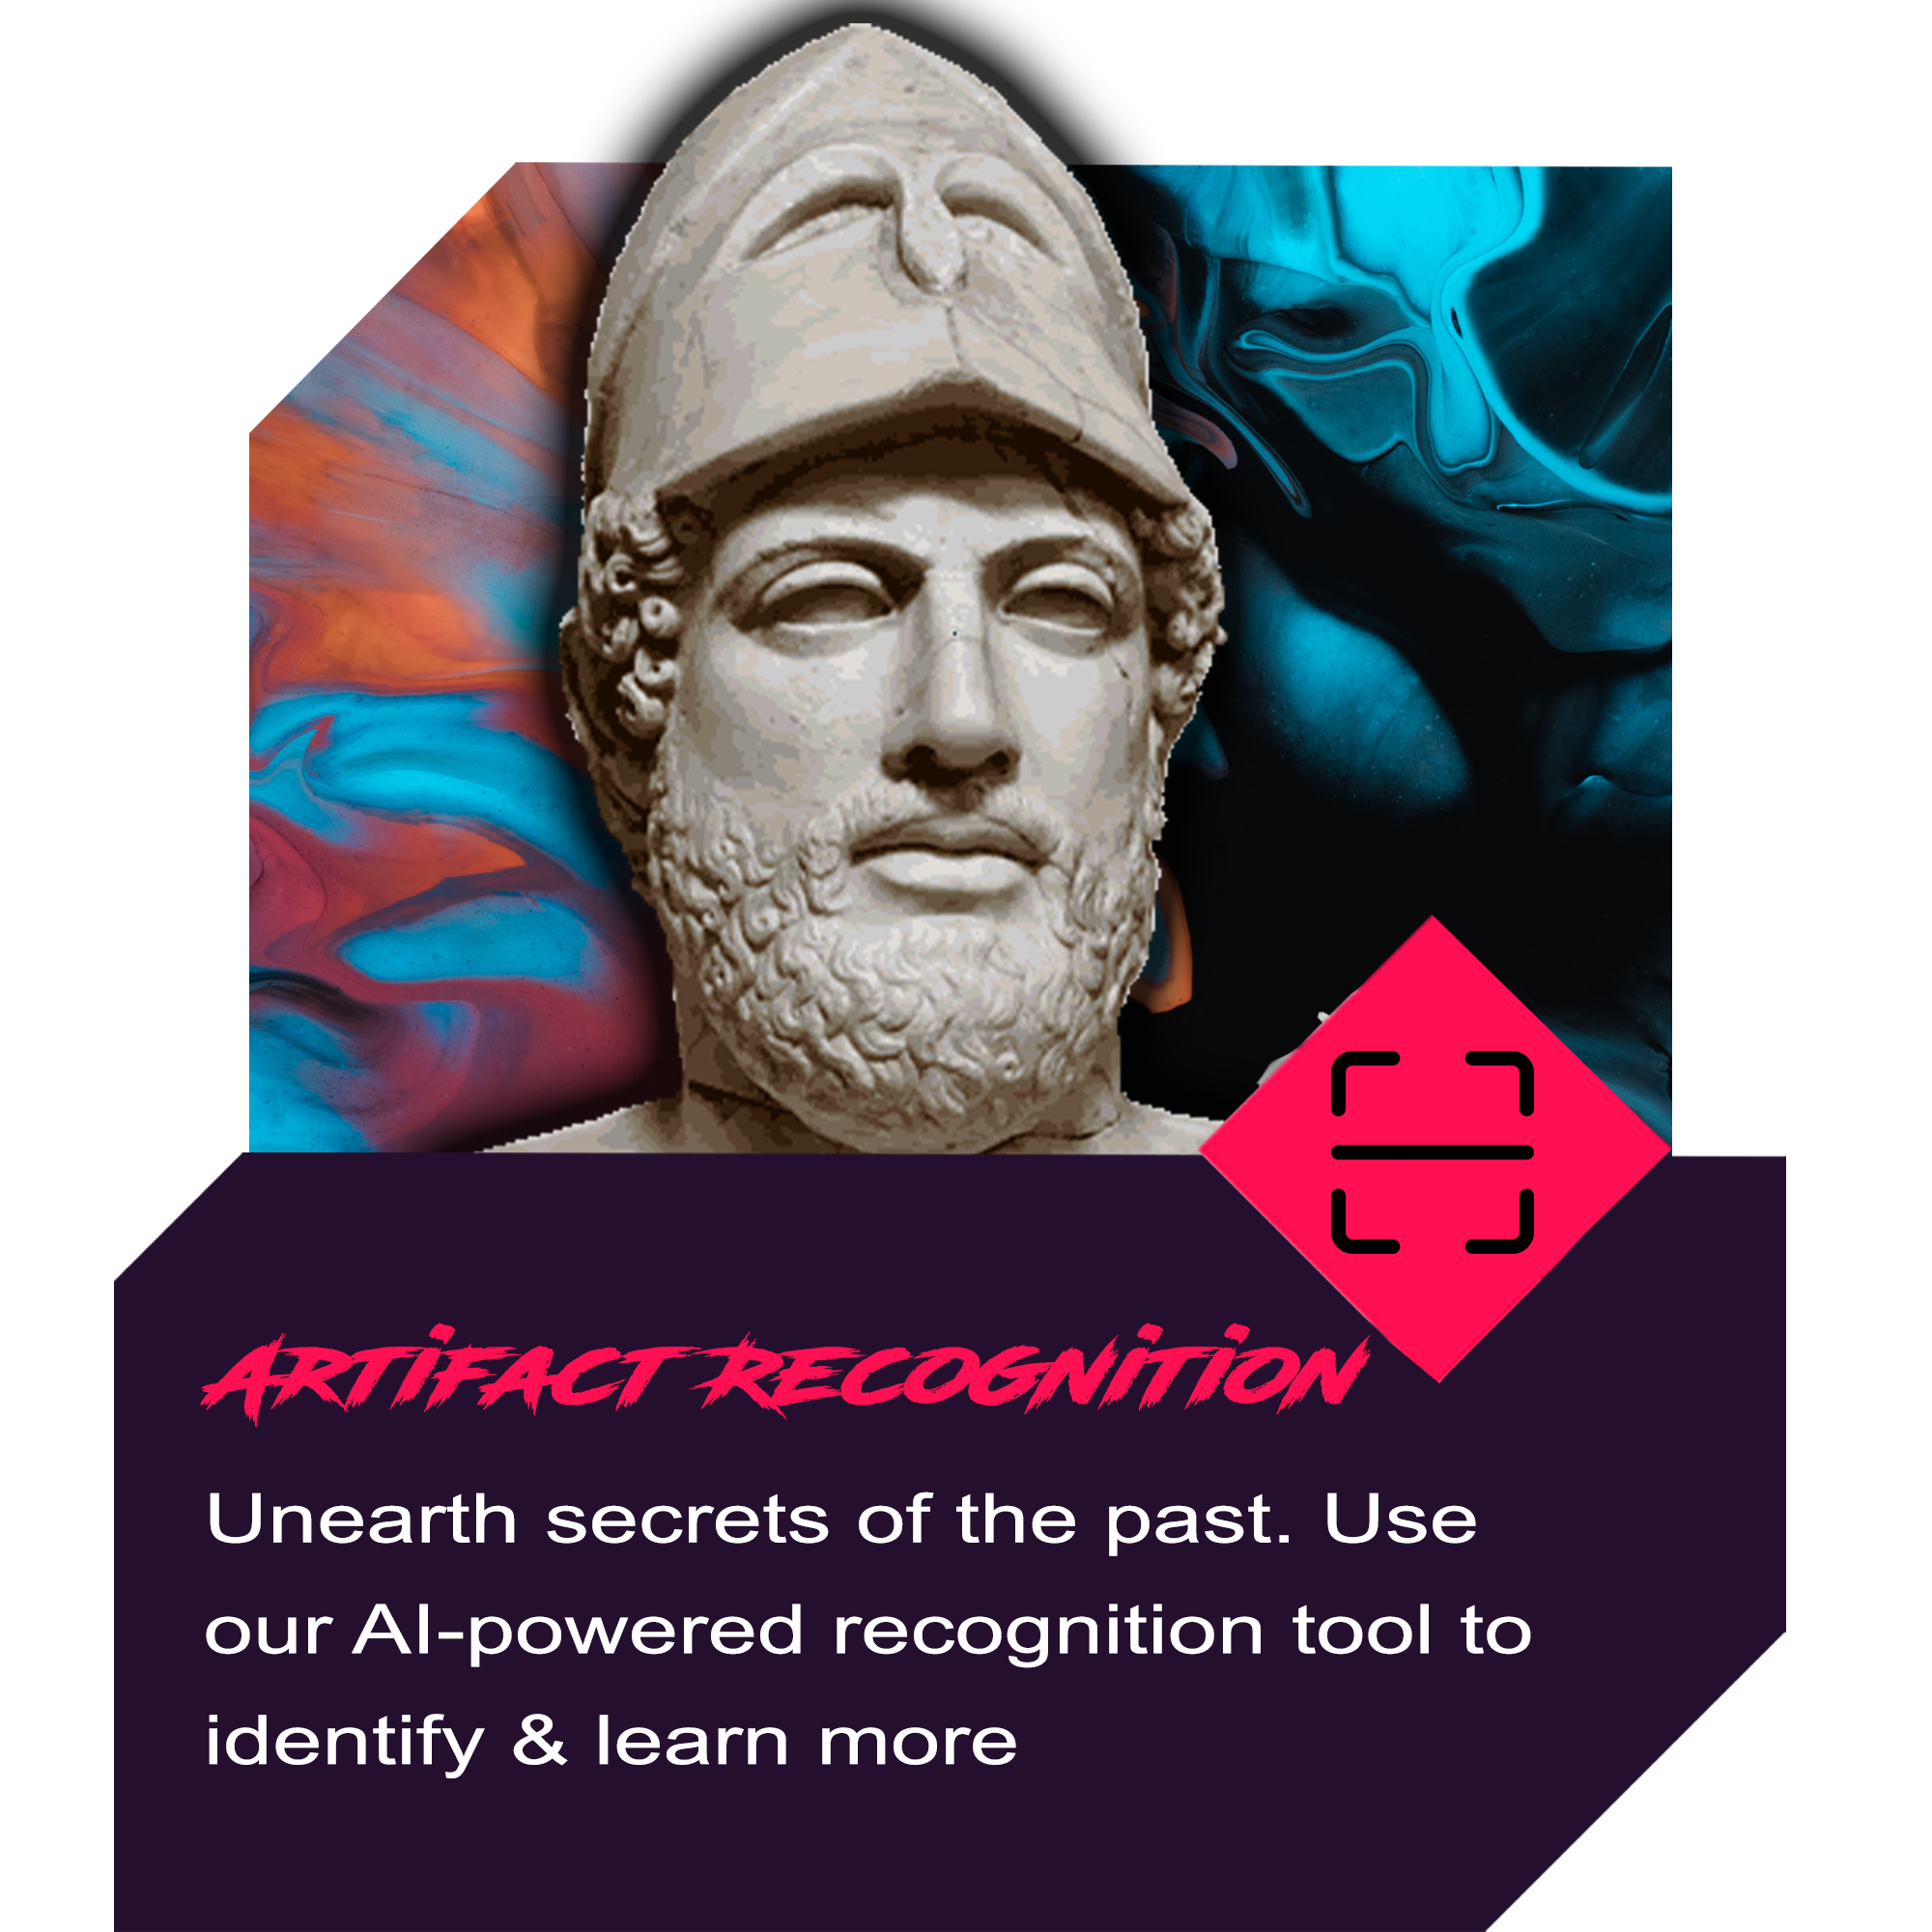 Artifact Recognition
Unearth secrets of the past. Use
our AI-powered recognition tool to
identify & learn more